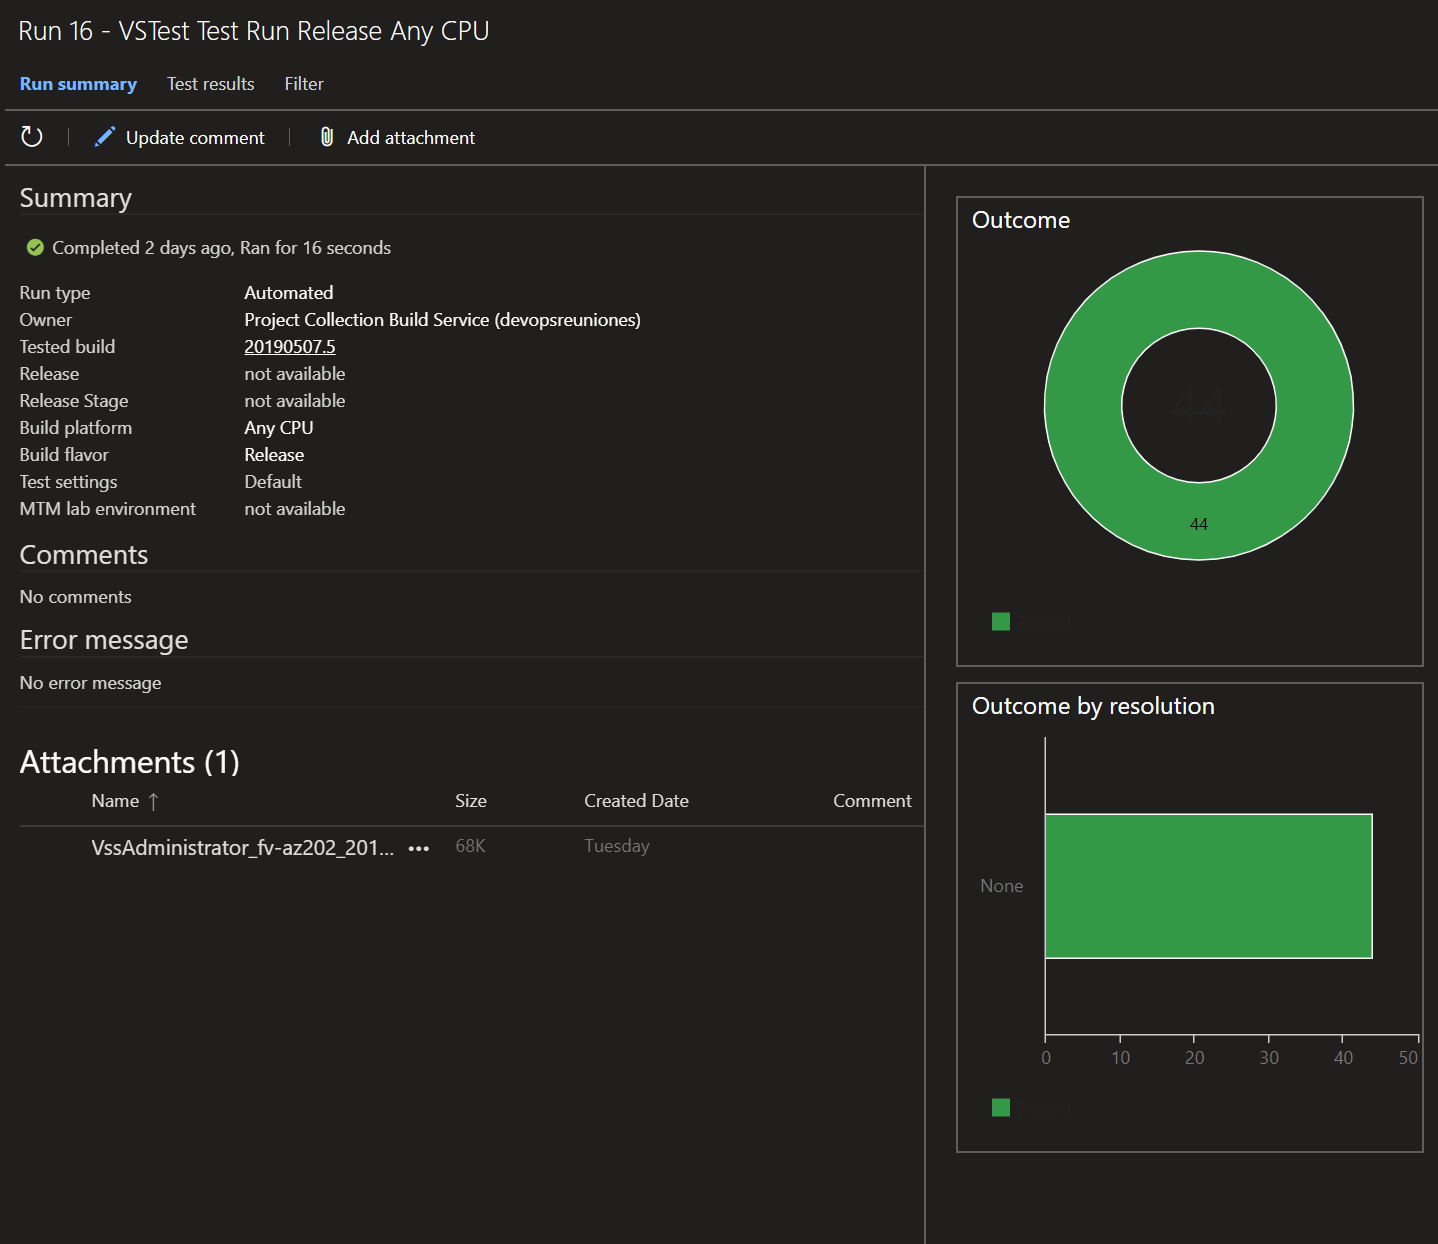 Run 16 - VSTest Test Run Release Any CPU
Run summary Test results Filter
Update comment Add attachment
Summary
Completed 2 days ago, Ran for 16 seconds
Run type Automated
Owner Project Collection Build Service (devopsreuniones)
Tested build 20190507.5
Release not available
Release Stage not available
Build platform Any CPU
Build flavor Release
Test settings Default
MTM lab environment not available
Comments
No comments
Error message
No error message
Attachments (1)
Name ↑ Size Created Date Comment
VssAdministrator_fv-az202_201... ••• 68K Tuesday
Outcome
44
44
Outcome by resolution
None
0 10 20 30 40 50